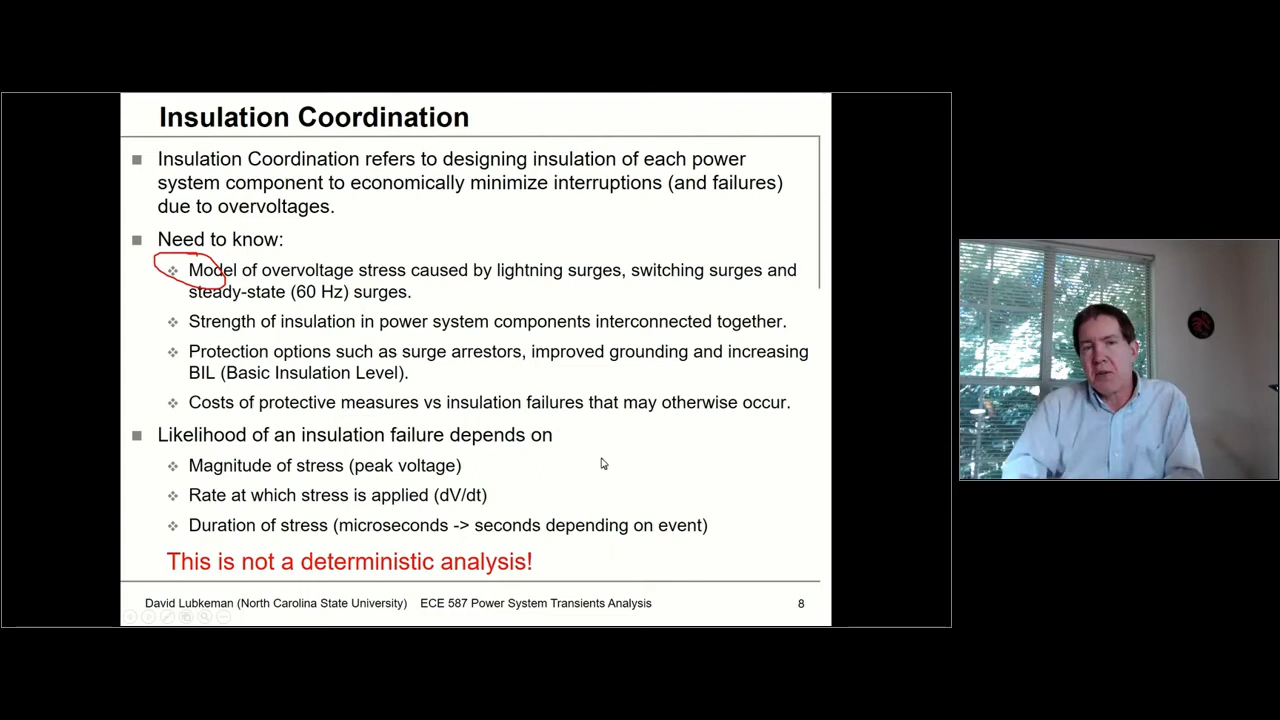 Insulation Coordination
Insulation Coordination refers to designing insulation of each power
system component to economically minimize interruptions (and failures)
due to overvoltages.
Need to know:
Model of overvoltage stress caused by lightning surges, switching surges and
steady-state (60 Hz) surges.
Strength of insulation in power system components interconnected together.
Protection options such as surge arrestors, improved grounding and increasing
BIL (Basic Insulation Level).
Costs of protective measures vs insulation failures that may otherwise occur.
Likelihood of an insulation failure depends on
Magnitude of stress (peak voltage)
Rate at which stress is applied (dV/dt)
Duration of stress (microseconds -> seconds depending on event)
This is not a deterministic analysis!
David Lubkeman (North Carolina State University) ECE 587 Power System Transients Analysis 8